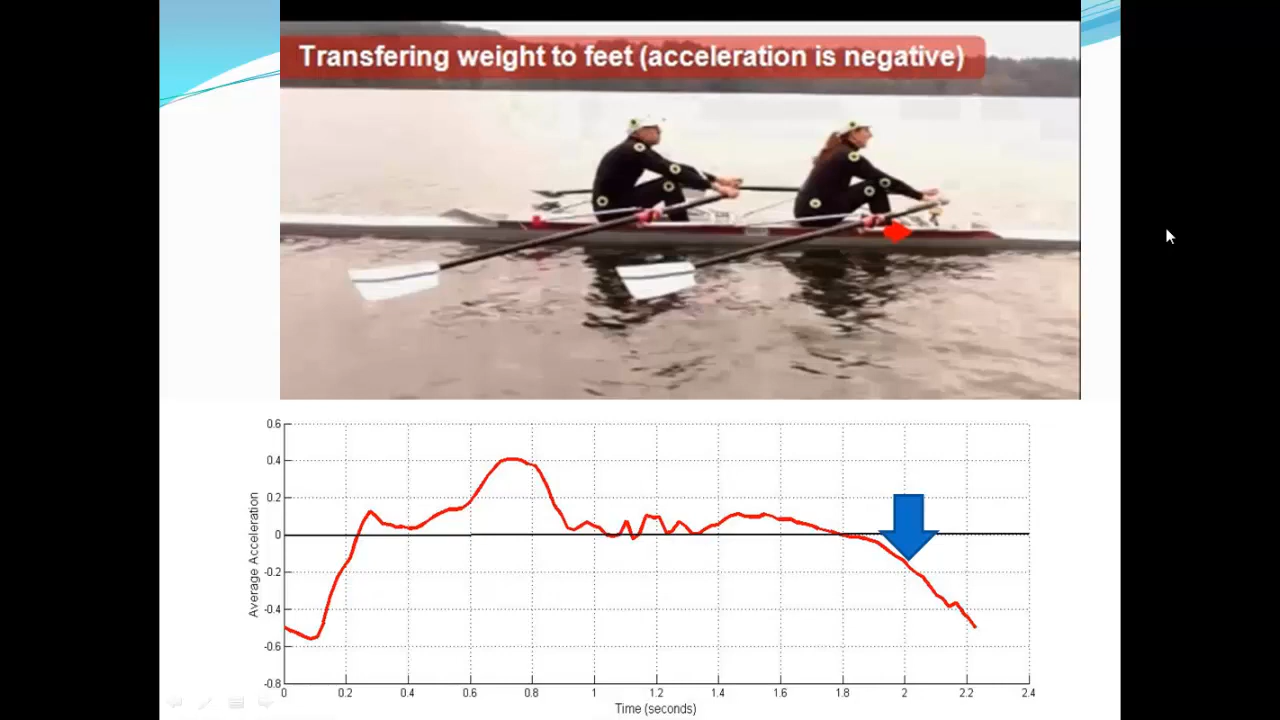 Transfering weight to feet (acceleration is negative)
0.6
0.4
0.2
0
-0.2
-0.4
-0.6
-0.8
Average Acceleration
0 0.2 0.4 0.6 0.8 1 1.2 1.4 1.6 1.8 2 2.2 2.4
Time (seconds)